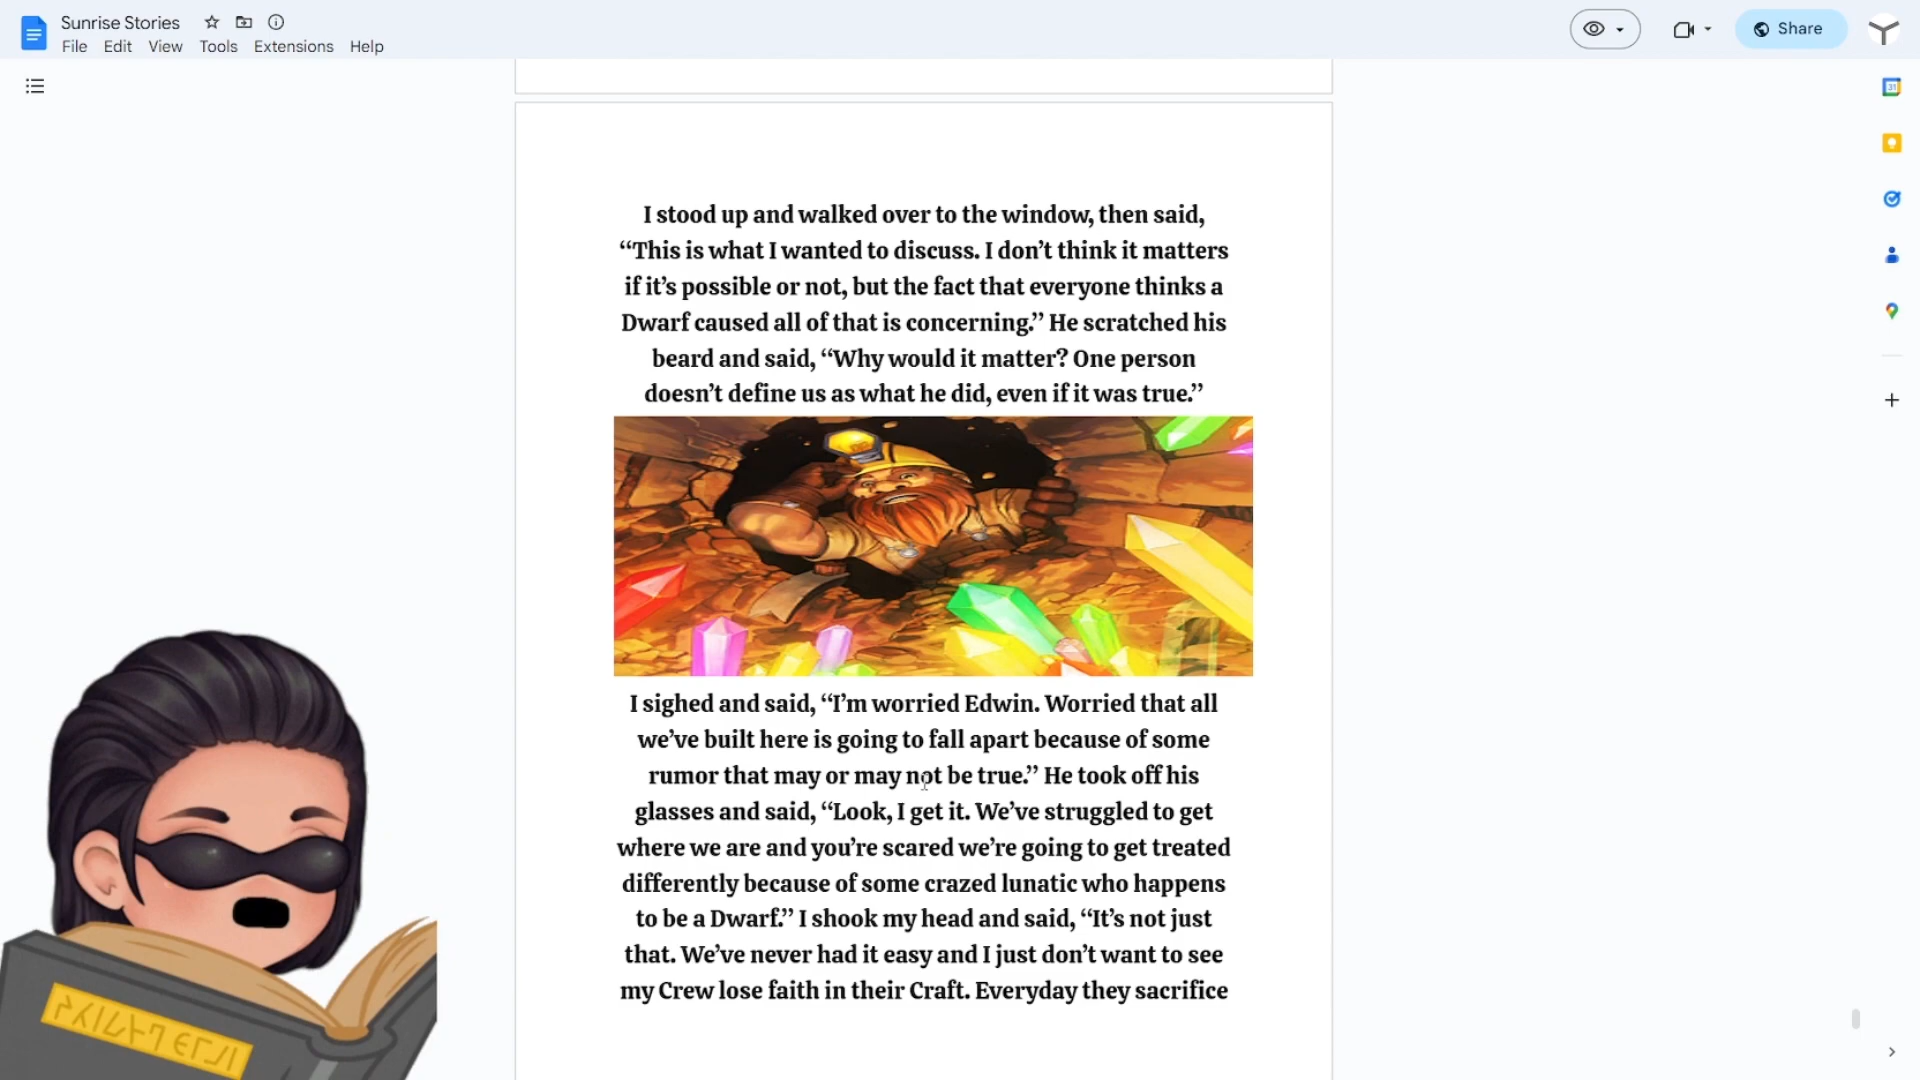 Sunrise Stories
File Edit View Tools Extensions Help
Share
31
I stood up and walked over to the window, then said,
“This is what I wanted to discuss. I don’t think it matters
if it’s possible or not, but the fact that everyone thinks a
Dwarf caused all of that is concerning.” He scratched his
beard and said, “Why would it matter? One person
doesn’t define us as what he did, even if it was true.”
I sighed and said, “I’m worried Edwin. Worried that all
we’ve built here is going to fall apart because of some
rumor that may or may not be true.” He took off his
glasses and said, “Look, I get it. We’ve struggled to get
where we are and you’re scared we’re going to get treated
differently because of some crazed lunatic who happens
to be a Dwarf.” I shook my head and said, “It’s not just
that. We’ve never had it easy and I just don’t want to see
my Crew lose faith in their Craft. Everyday they sacrifice